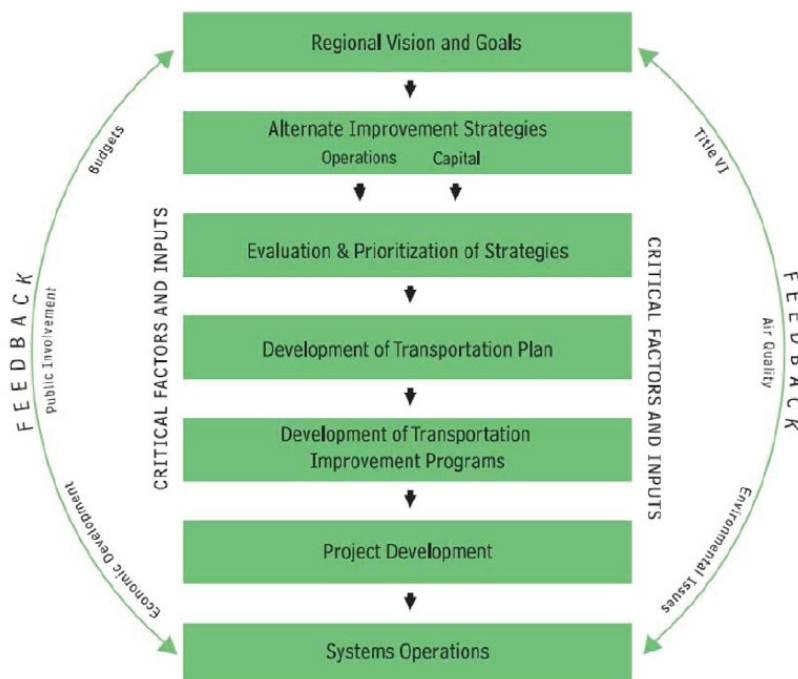 Regional Vision and Goals
Alternate Improvement Strategies
Operations Capital
Evaluation & Prioritization of Strategies
Development of Transportation Plan
Development of Transportation
Improvement Programs
Project Development
Systems Operations
FEEDBACK
Budgets
Public Involvement
Economic Development
CRITICAL FACTORS AND INPUTS
CRITICAL FACTORS AND INPUTS
Title VI
Air Quality
Environmental Issues
FEEDBACK